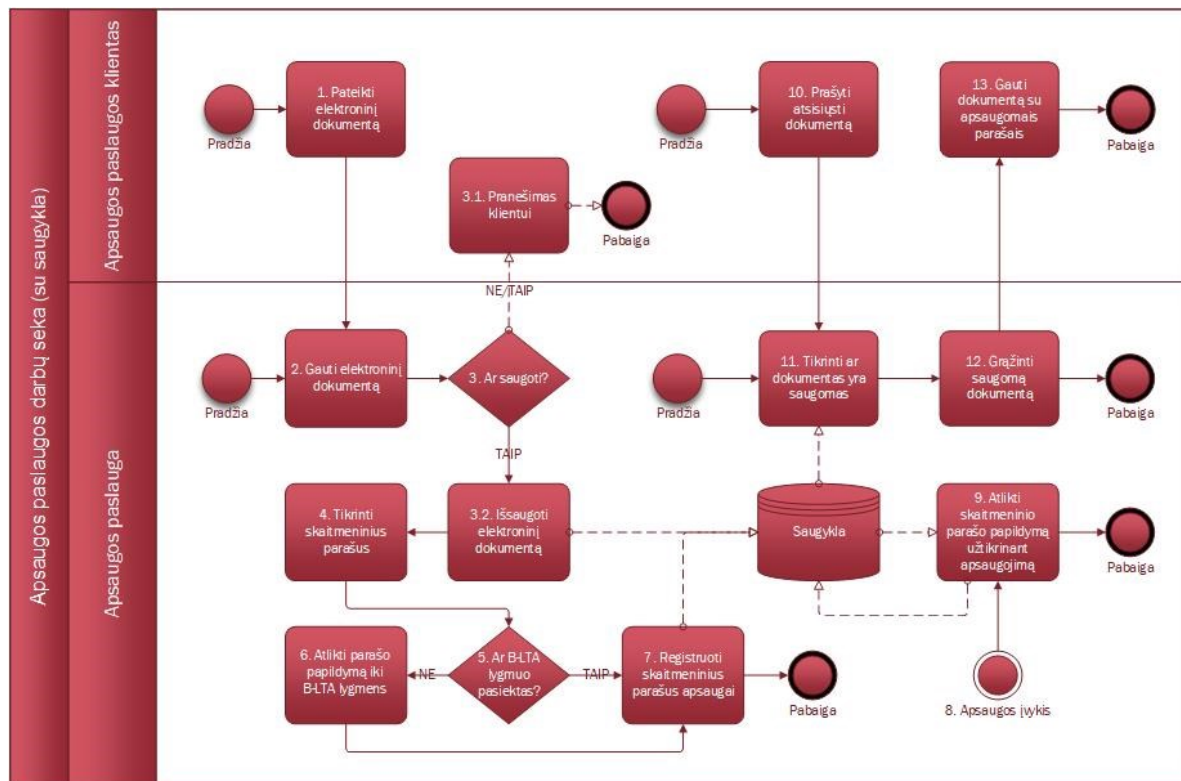 Apsaugos paslaugos darbų seka (su saugykla)
Apsaugos paslaugos klientas
Pradžia
1. Pateikti
elektroninį
dokumentą
3.1. Pranešimas
klientui
Pabaiga
Pradžia
10. Prašyti
atsisiųsti
dokumentą
13. Gauti
dokumentą su
apsaugomais
parašais
Pabaiga
NE/TAIP
Apsaugos paslauga
Pradžia
2. Gauti elektroninį
dokumentą
3. Ar saugoti?
TAIP
Pradžia
11. Tikrinti ar
dokumentas yra
saugomas
12. Grąžinti
saugomą
dokumentą
Pabaiga
4. Tikrinti
skaitmeninius
parašus
3.2. Išsaugoti
elektroninį
dokumentą
Saugykla
9. Atlikti
skaitmeninio
parašo papildymą
užtikrinant
apsaugojimą
Pabaiga
6. Atlikti parašo
papildymą iki
B-LTA lygmens
NE
5. Ar B-LTA
lygmuo
pasiektas?
TAIP
7. Registruoti
skaitmeninius
parašus apsaugai
Pabaiga
8. Apsaugos įvykis